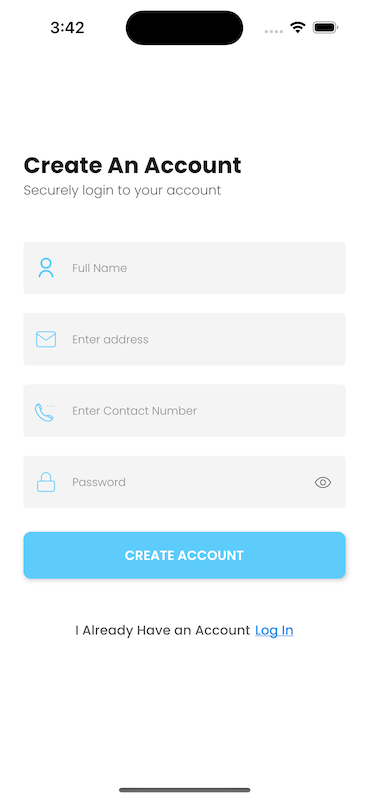 3:42
Create An Account
Securely login to your account
Full Name
Enter address
Enter Contact Number
Password
CREATE ACCOUNT
I Already Have an Account Log In